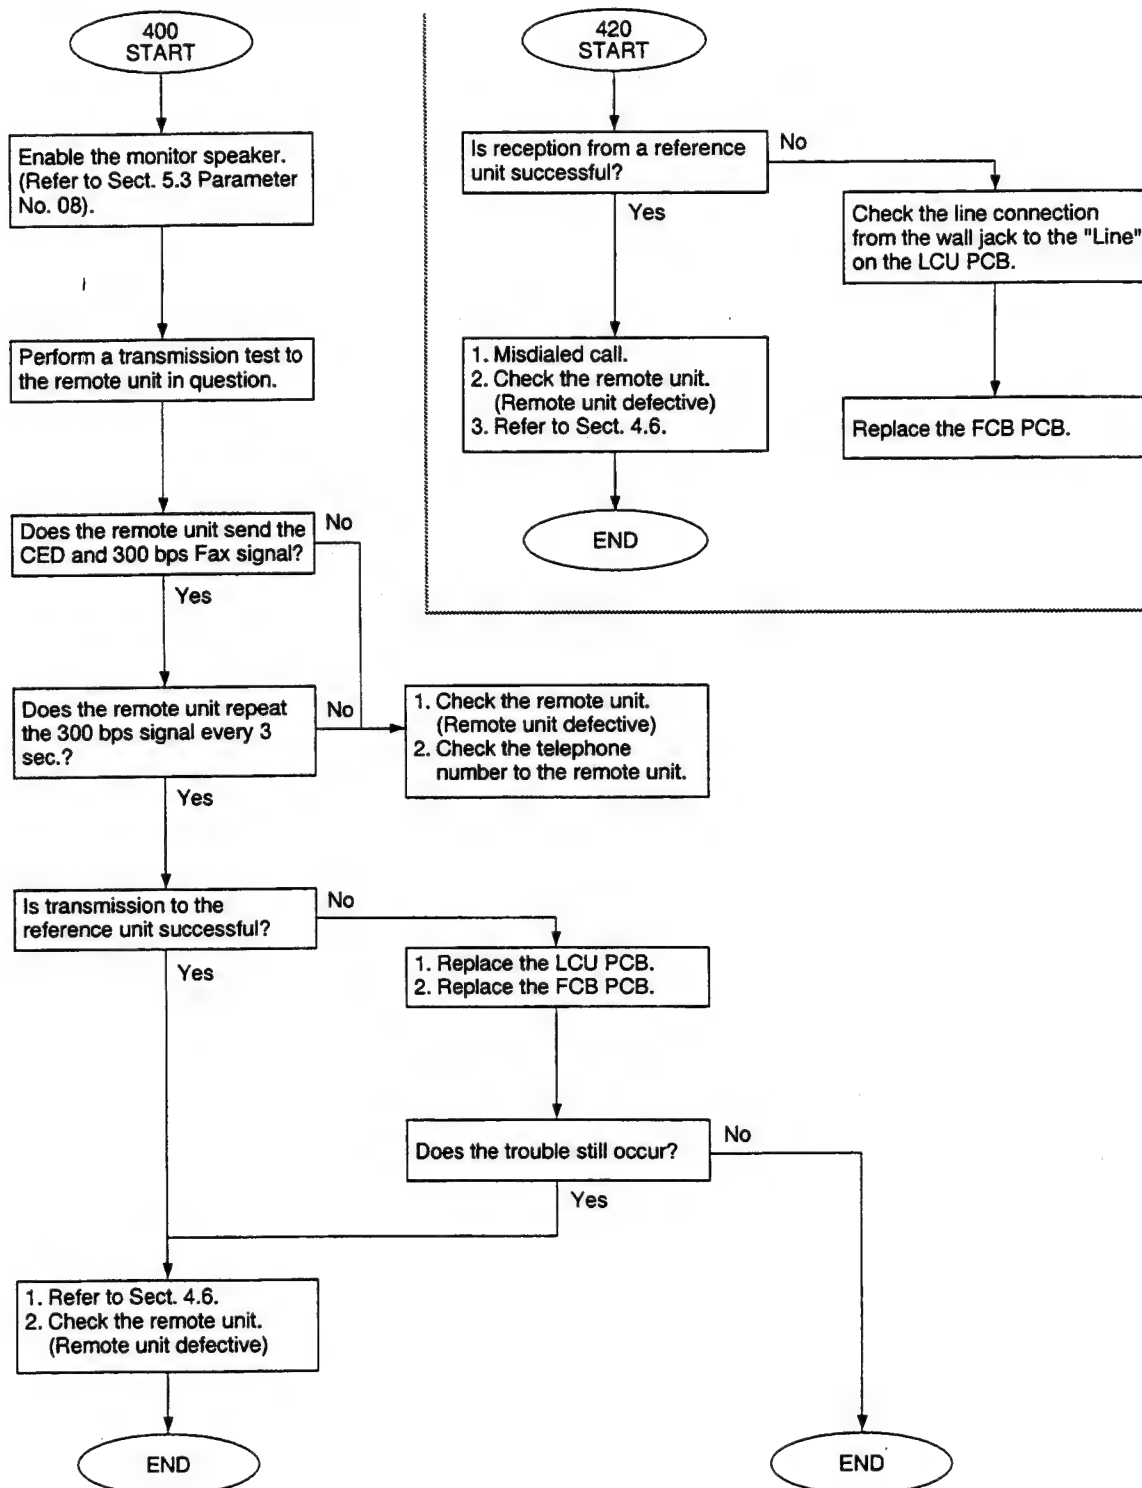 400
START
Enable the monitor speaker.
(Refer to Sect. 5.3 Parameter
No. 08).
Perform a transmission test to
the remote unit in question.
Does the remote unit send the
CED and 300 bps Fax signal?
No
Yes
Does the remote unit repeat
the 300 bps signal every 3
sec.?
No
Yes
1. Check the remote unit.
(Remote unit defective)
2. Check the telephone
number to the remote unit.
Is transmission to the
reference unit successful?
No
Yes
1. Replace the LCU PCB.
2. Replace the FCB PCB.
Does the trouble still occur?
No
Yes
1. Refer to Sect. 4.6.
2. Check the remote unit.
(Remote unit defective)
END
END
420
START
Is reception from a reference
unit successful?
No
Yes
Check the line connection
from the wall jack to the "Line"
on the LCU PCB.
Replace the FCB PCB.
1. Misdialed call.
2. Check the remote unit.
(Remote unit defective)
3. Refer to Sect. 4.6.
END